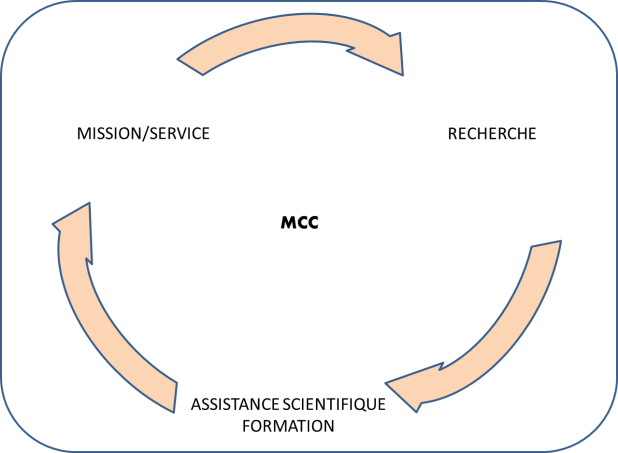 MISSION/SERVICE
RECHERCHE
MCC
ASSISTANCE SCIENTIFIQUE
FORMATION